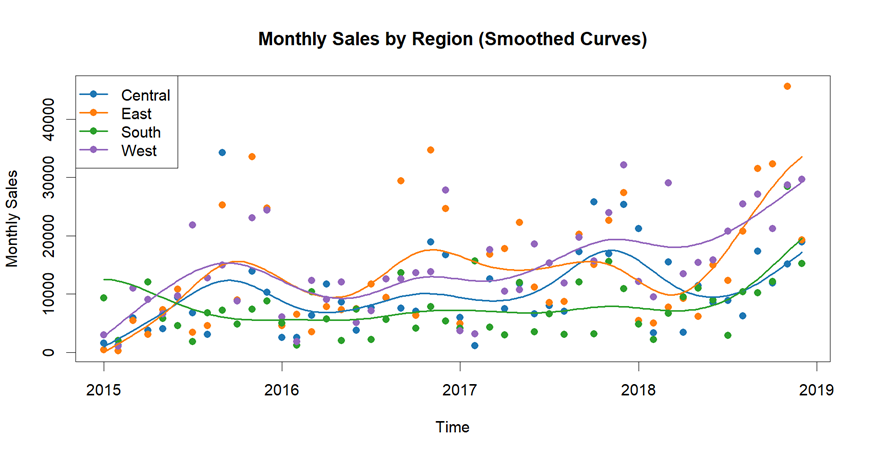 Monthly Sales by Region (Smoothed Curves)
Central
East
South
West
Monthly Sales
40000
30000
20000
10000
0
2015
2016
2017
2018
2019
Time